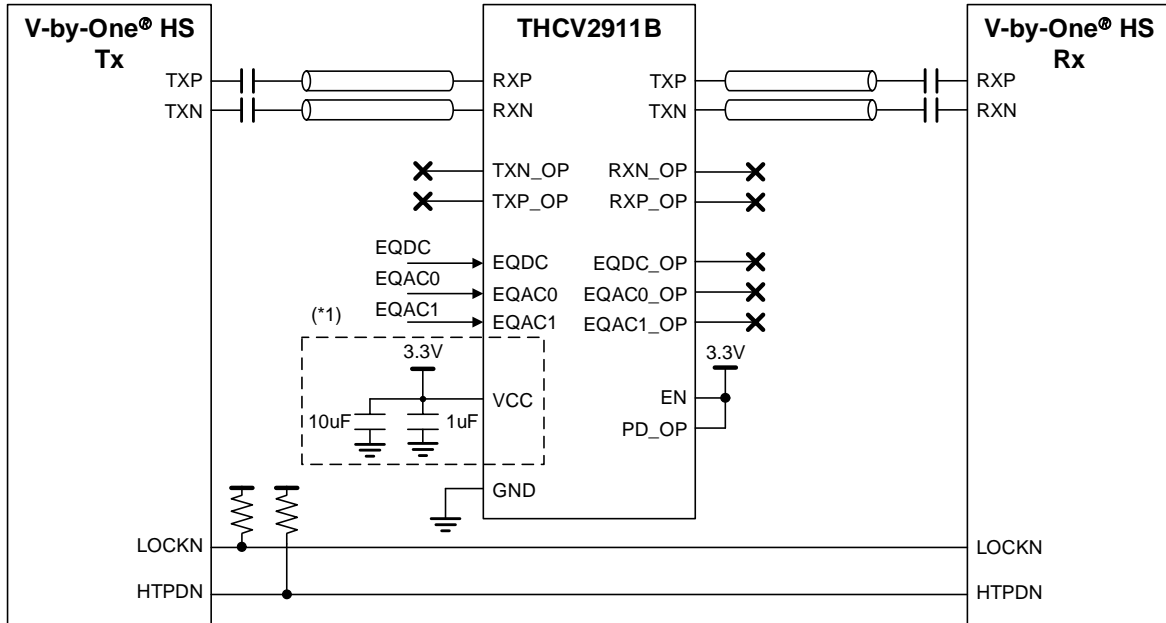 V-by-One® HS
Tx
THCV2911B
V-by-One® HS
Rx
TXP
RXP
TXP
RXP
TXN
RXN
TXN
RXN
TXN_OP
RXN_OP
TXP_OP
RXP_OP
EQDC
EQDC
EQDC_OP
EQAC0
EQAC0
EQAC0_OP
EQAC1
EQAC1
EQAC1_OP
(*1)
3.3V
3.3V
VCC
EN
10uF
1uF
PD_OP
GND
LOCKN
LOCKN
HTPDN
HTPDN